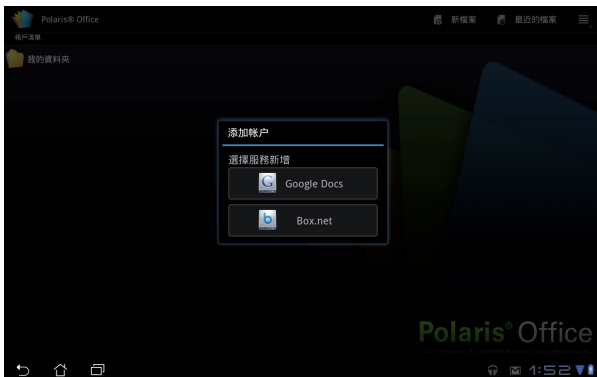 Polaris® Office
新檔案
最近的檔案
帳戶清單
我的資料夾
添加帐户
選擇服務新增
G Google Docs
b Box.net
Polaris® Office
1:52